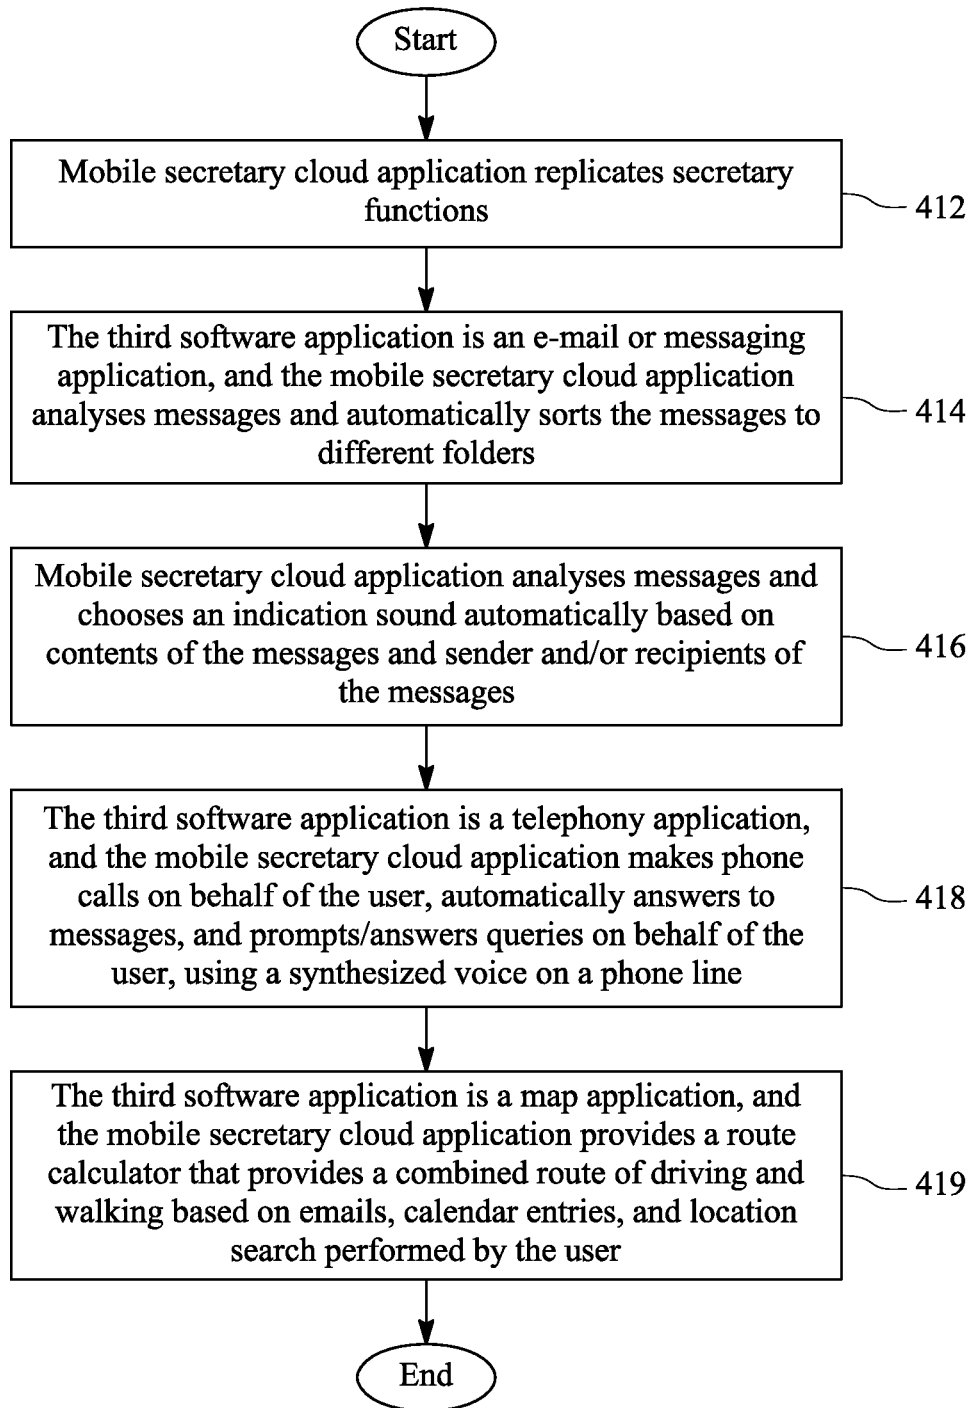 Start
Mobile secretary cloud application replicates secretary
functions
412
The third software application is an e-mail or messaging
application, and the mobile secretary cloud application
analyses messages and automatically sorts the messages to
different folders
414
Mobile secretary cloud application analyses messages and
chooses an indication sound automatically based on
contents of the messages and sender and/or recipients of
the messages
416
The third software application is a telephony application,
and the mobile secretary cloud application makes phone
calls on behalf of the user, automatically answers to
messages, and prompts/answers queries on behalf of the
user, using a synthesized voice on a phone line
418
The third software application is a map application, and
the mobile secretary cloud application provides a route
calculator that provides a combined route of driving and
walking based on emails, calendar entries, and location
search performed by the user
419
End